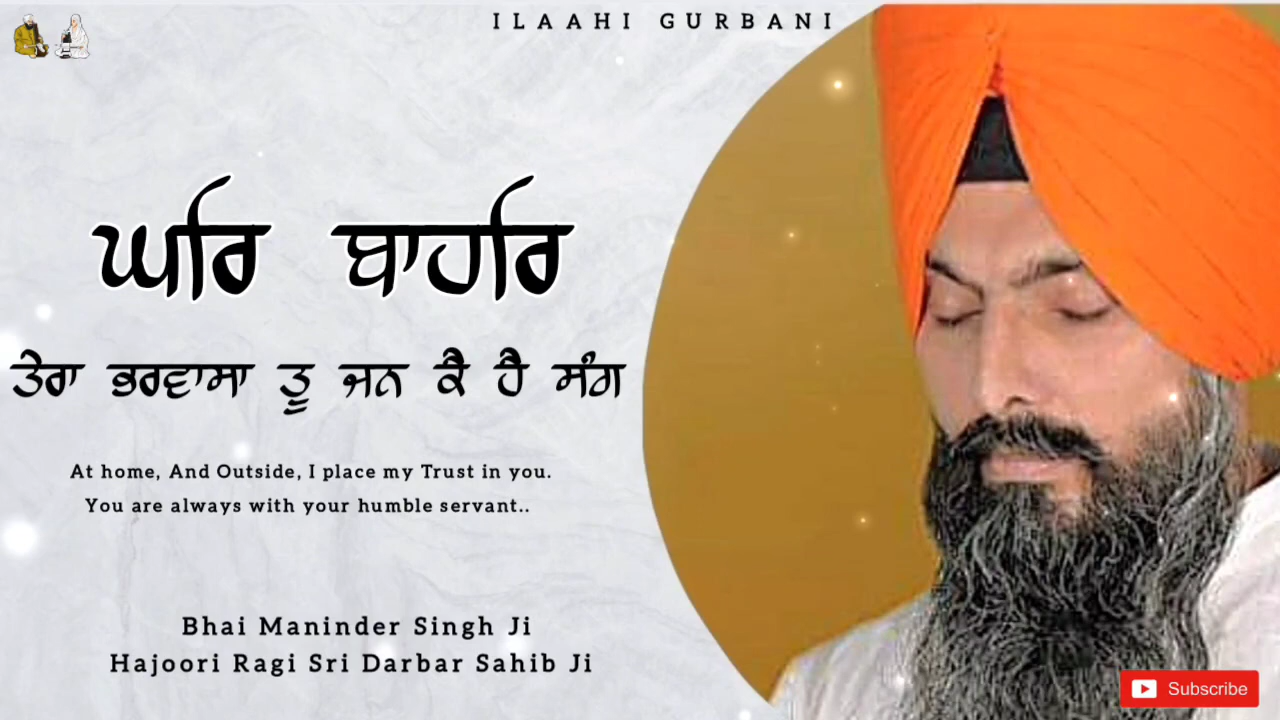 ILAAHI GURBANI
ਘਰਿ ਬਾਹਰਿ
ਤੇਰਾ ਭਰਵਾਸਾ ਤੂ ਜਨ ਕੈ ਹੈ ਸੰਗ
At home, And Outside, I place my Trust in you.
You are always with your humble servant..
Bhai Maninder Singh Ji
Hajoori Ragi Sri Darbar Sahib Ji
Subscribe